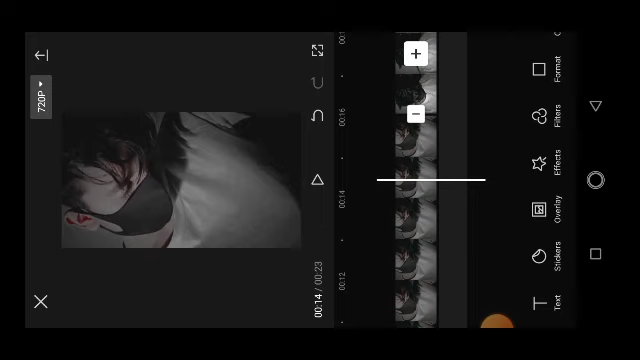 720P
00:14 / 00:23
00:12
00:14
00:16
Text
Stickers
Overlay
Effects
Filters
Format